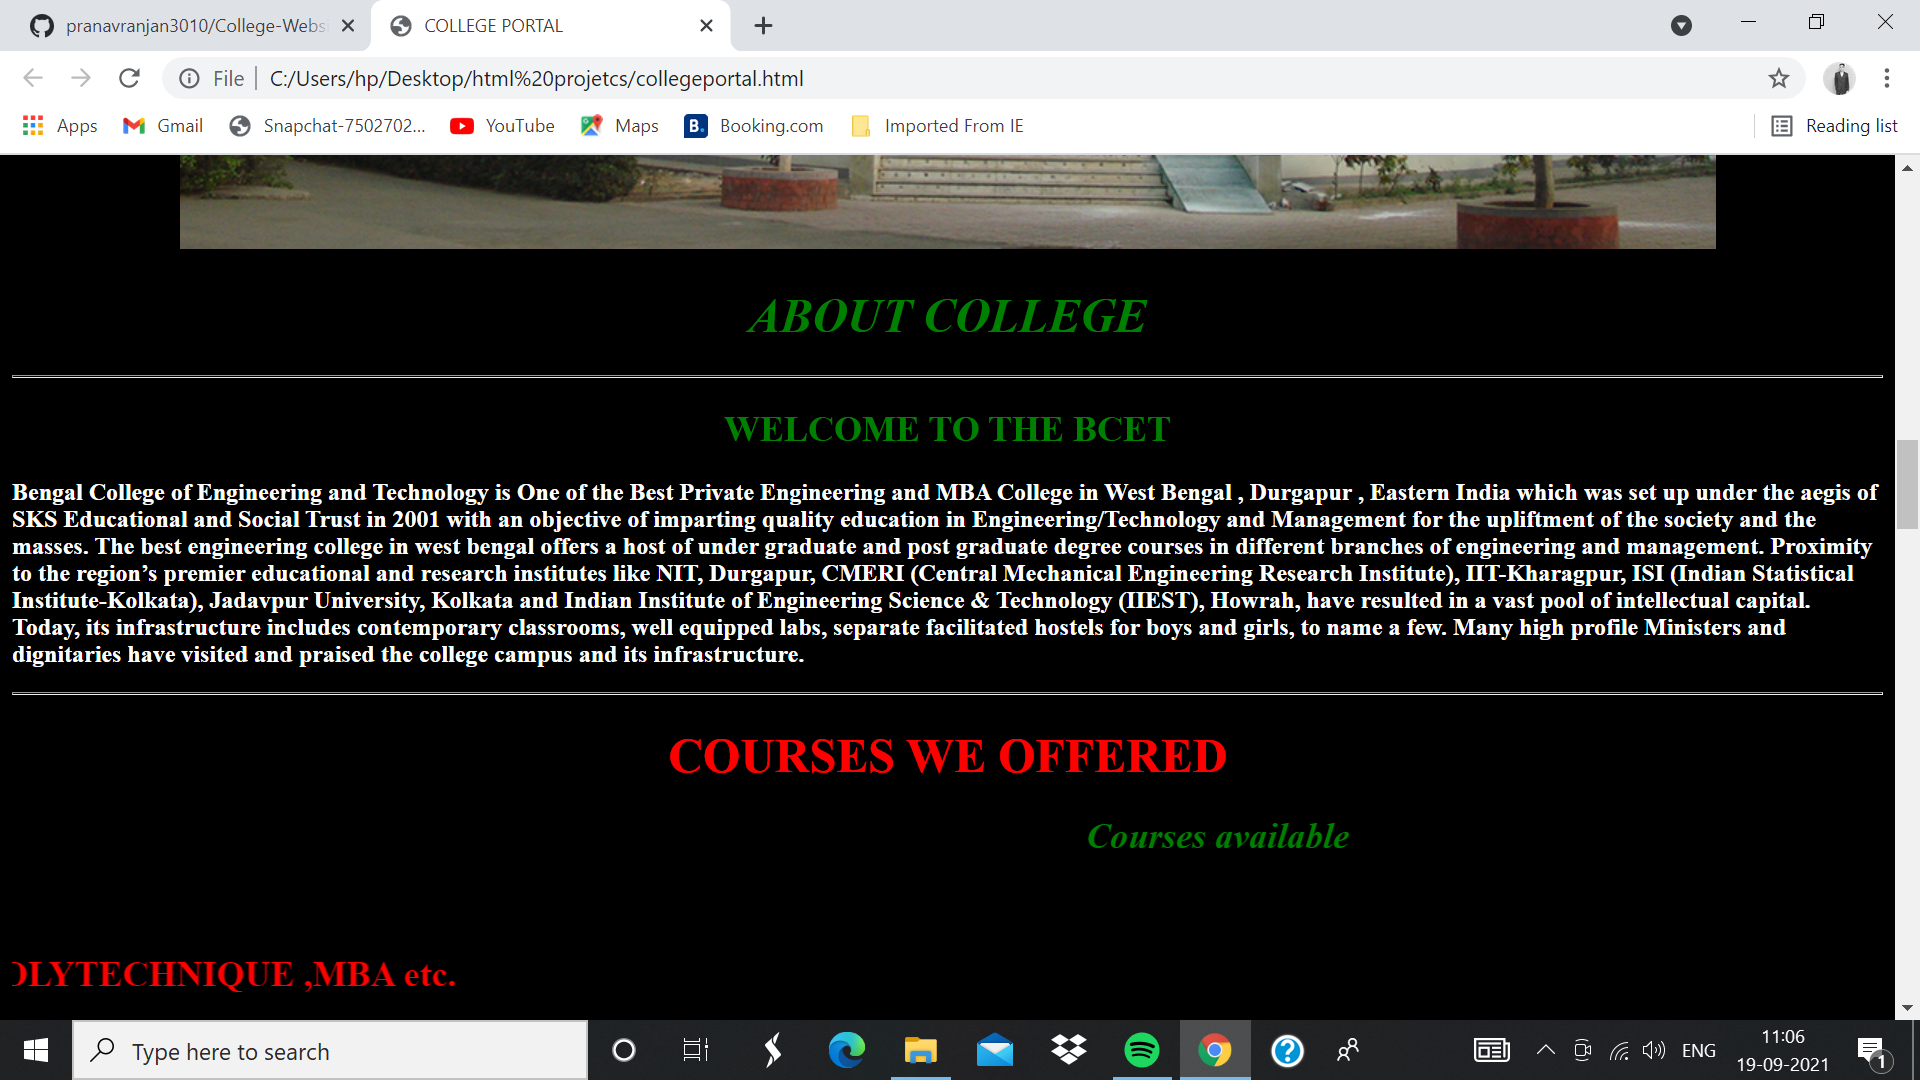 pranavranjan3010/College-Webs
COLLEGE PORTAL
File
C:/Users/hp/Desktop/html%20projetcs/collegeportal.html
Apps
Gmail
Snapchat-7502702...
YouTube
B.
Booking.com
Maps
Imported From IE
Reading list
ABOUT COLLEGE
WELCOME TO THE BCET
Bengal College of Engineering and Technology is One of the Best Private Engineering and MBA College in West Bengal , Durgapur , Eastern India which was set up under the aegis of
SKS Educational and Social Trust in 2001 with an objective of imparting quality education in Engineering/Technology and Management for the upliftment of the society and the
masses. The best engineering college in west bengal offers a host of under graduate and post graduate degree courses in different branches of engineering and management. Proximity
to the region’s premier educational and research institutes like NIT, Durgapur, CMERI (Central Mechanical Engineering Research Institute), IIT-Kharagpur, ISI (Indian Statistical
Institute-Kolkata), Jadavpur University, Kolkata and Indian Institute of Engineering Science & Technology (IIEST), Howrah, have resulted in a vast pool of intellectual capital.
Today, its infrastructure includes contemporary classrooms, well equipped labs, separate facilitated hostels for boys and girls, to name a few. Many high profile Ministers and
dignitaries have visited and praised the college campus and its infrastructure.
COURSES WE OFFERED
Courses available
OLYTECHNIQUE ,MBA etc.
Type here to search
ENG
11:06
19-09-2021
1